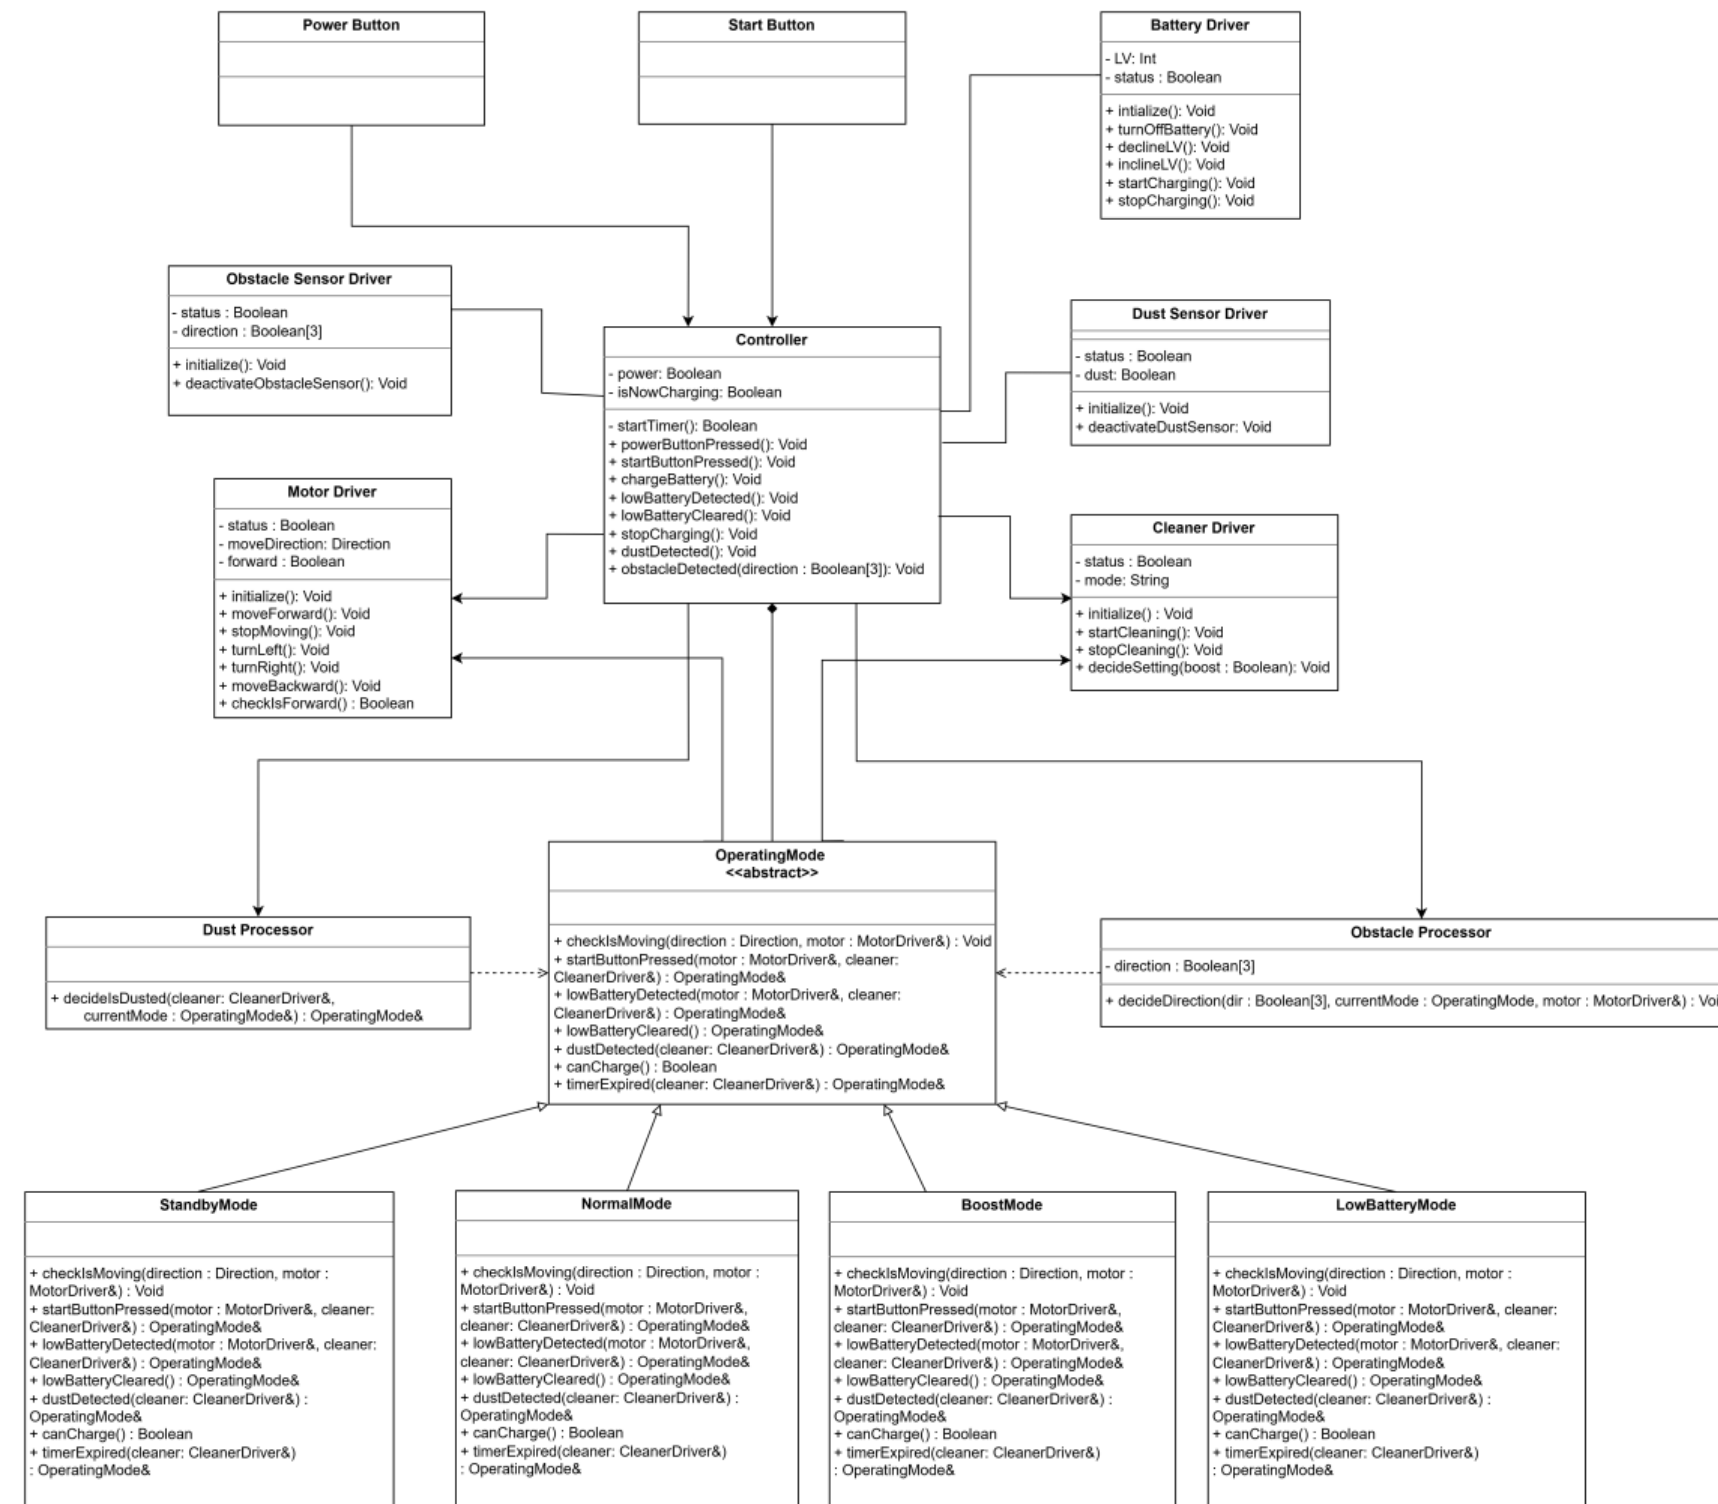 Power Button
Start Button
Battery Driver
- LV: Int
- status : Boolean
+ intialize(): Void
+ turnOffBattery(): Void
+ declineLV(): Void
+ inclineLV(): Void
+ startCharging(): Void
+ stopCharging(): Void
Obstacle Sensor Driver
- status : Boolean
- direction : Boolean[3]
+ initialize(): Void
+ deactivateObstacleSensor(): Void
Controller
- power: Boolean
- isNowCharging: Boolean
- startTimer(): Boolean
+ powerButtonPressed(): Void
+ startButtonPressed(): Void
+ chargeBattery(): Void
+ lowBatteryDetected(): Void
+ lowBatteryCleared(): Void
+ stopCharging(): Void
+ dustDetected(): Void
+ obstacleDetected(direction : Boolean[3]): Void
Dust Sensor Driver
- status : Boolean
- dust: Boolean
+ initialize(): Void
+ deactivateDustSensor: Void
Motor Driver
- status : Boolean
- moveDirection: Direction
- forward : Boolean
+ initialize(): Void
+ moveForward(): Void
+ stopMoving(): Void
+ turnLeft(): Void
+ turnRight(): Void
+ moveBackward(): Void
+ checkIsForward() : Boolean
Cleaner Driver
- status : Boolean
- mode: String
+ initialize() : Void
+ startCleaning(): Void
+ stopCleaning(): Void
+ decideSetting(boost : Boolean): Void
Dust Processor
+ decideIsDusted(cleaner: CleanerDriver&,
currentMode : OperatingMode&) : OperatingMode&
OperatingMode
<<abstract>>
+ checkIsMoving(direction : Direction, motor : MotorDriver&) : Void
+ startButtonPressed(motor : MotorDriver&, cleaner:
CleanerDriver&) : OperatingMode&
+ lowBatteryDetected(motor : MotorDriver&, cleaner:
CleanerDriver&) : OperatingMode&
+ lowBatteryCleared() : OperatingMode&
+ dustDetected(cleaner: CleanerDriver&) : OperatingMode&
+ canCharge() : Boolean
+ timerExpired(cleaner: CleanerDriver&) : OperatingMode&
Obstacle Processor
- direction : Boolean[3]
+ decideDirection(dir : Boolean[3], currentMode : OperatingMode, motor : MotorDriver&) : Voi
StandbyMode
+ checkIsMoving(direction : Direction, motor :
MotorDriver&) : Void
+ startButtonPressed(motor : MotorDriver&, cleaner:
CleanerDriver&) : OperatingMode&
+ lowBatteryDetected(motor : MotorDriver&, cleaner:
CleanerDriver&) : OperatingMode&
+ lowBatteryCleared() : OperatingMode&
+ dustDetected(cleaner: CleanerDriver&) :
OperatingMode&
+ canCharge() : Boolean
+ timerExpired(cleaner: CleanerDriver&)
: OperatingMode&
NormalMode
+ checkIsMoving(direction : Direction, motor :
MotorDriver&) : Void
+ startButtonPressed(motor : MotorDriver&,
cleaner: CleanerDriver&) : OperatingMode&
+ lowBatteryDetected(motor : MotorDriver&,
cleaner: CleanerDriver&) : OperatingMode&
+ lowBatteryCleared() : OperatingMode&
+ dustDetected(cleaner: CleanerDriver&) :
OperatingMode&
+ canCharge() : Boolean
+ timerExpired(cleaner: CleanerDriver&)
: OperatingMode&
BoostMode
+ checkIsMoving(direction : Direction, motor :
MotorDriver&) : Void
+ startButtonPressed(motor : MotorDriver&,
cleaner: CleanerDriver&) : OperatingMode&
+ lowBatteryDetected(motor : MotorDriver&,
cleaner: CleanerDriver&) : OperatingMode&
+ lowBatteryCleared() : OperatingMode&
+ dustDetected(cleaner: CleanerDriver&) :
OperatingMode&
+ canCharge() : Boolean
+ timerExpired(cleaner: CleanerDriver&)
: OperatingMode&
LowBatteryMode
+ checkIsMoving(direction : Direction, motor :
MotorDriver&) : Void
+ startButtonPressed(motor : MotorDriver&, cleaner:
CleanerDriver&) : OperatingMode&
+ lowBatteryDetected(motor : MotorDriver&, cleaner:
CleanerDriver&) : OperatingMode&
+ lowBatteryCleared() : OperatingMode&
+ dustDetected(cleaner: CleanerDriver&) :
OperatingMode&
+ canCharge() : Boolean
+ timerExpired(cleaner: CleanerDriver&)
: OperatingMode&